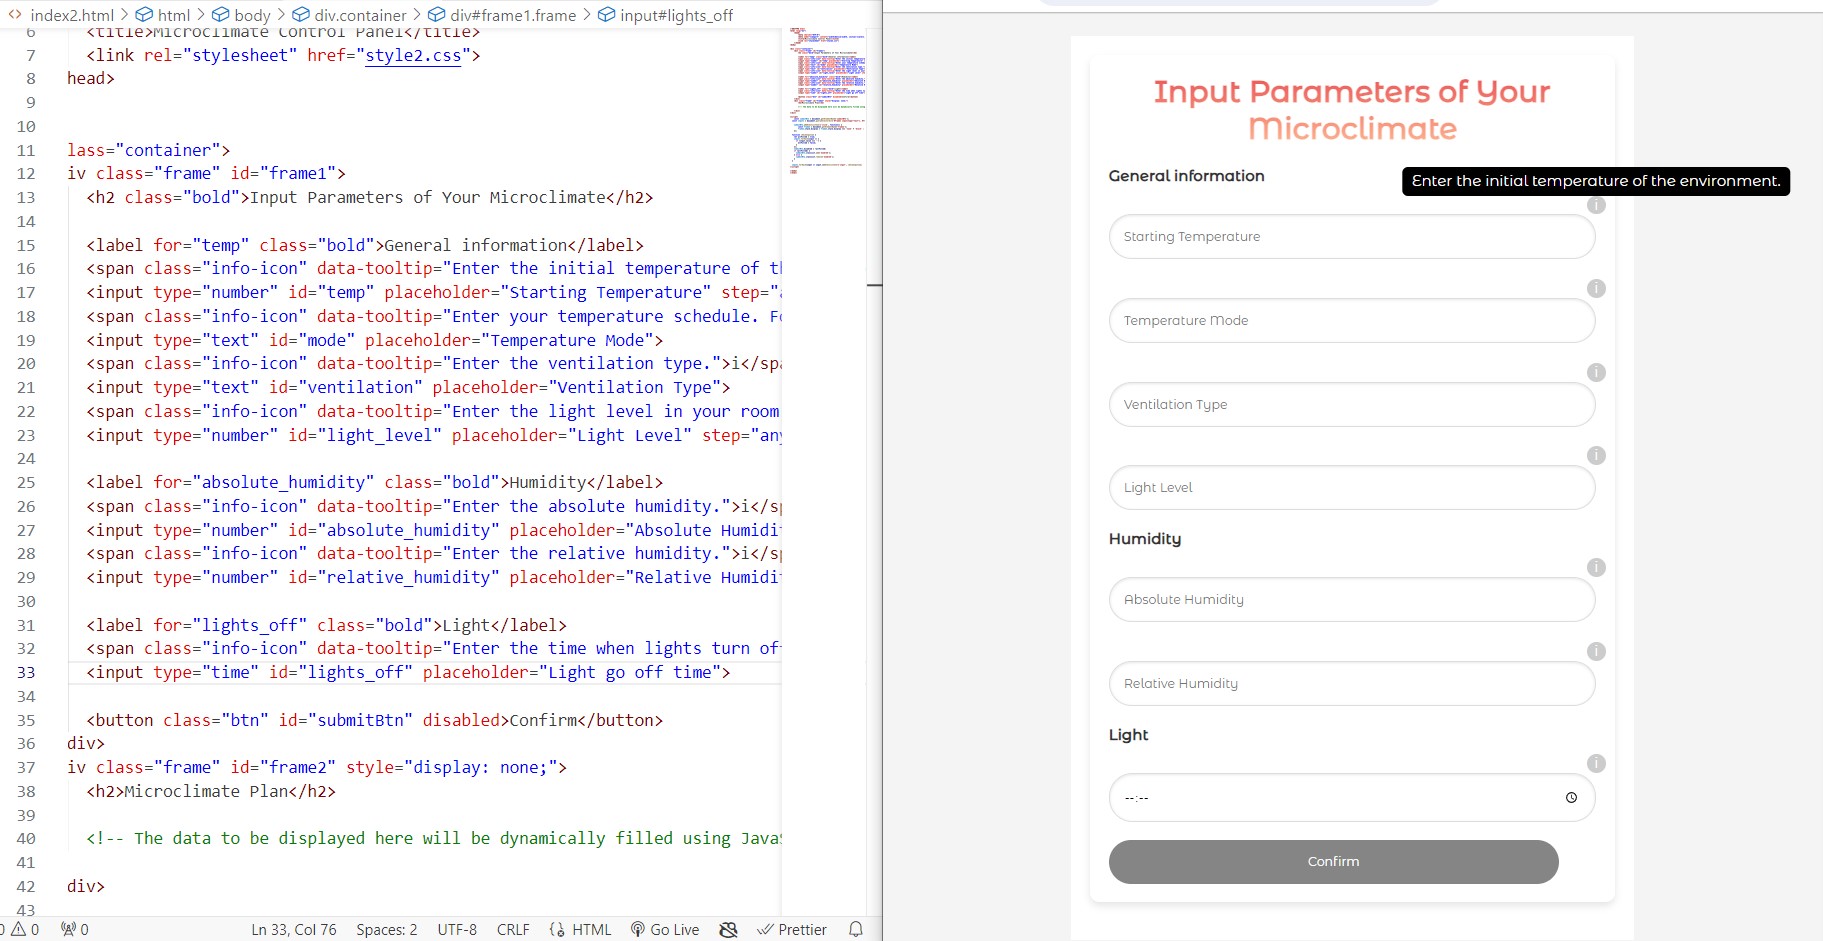 index2.html > html > body > div.container > div#frame1.frame > input#lights_off
6 <title>Microclimate Control Panel</title>
7 <link rel="stylesheet" href="style2.css">
8 head>
9
10
11 lass="container">
12 iv class="frame" id="frame1">
13 <h2 class="bold">Input Parameters of Your Microclimate</h2>
14
15 <label for="temp" class="bold">General information</label>
16 <span class="info-icon" data-tooltip="Enter the initial temperature of th
17 <input type="number" id="temp" placeholder="Starting Temperature" step="a
18 <span class="info-icon" data-tooltip="Enter your temperature schedule. Fo
19 <input type="text" id="mode" placeholder="Temperature Mode">
20 <span class="info-icon" data-tooltip="Enter the ventilation type.">i</spa
21 <input type="text" id="ventilation" placeholder="Ventilation Type">
22 <span class="info-icon" data-tooltip="Enter the light level in your room
23 <input type="number" id="light_level" placeholder="Light Level" step="any
24
25 <label for="absolute_humidity" class="bold">Humidity</label>
26 <span class="info-icon" data-tooltip="Enter the absolute humidity.">i</sp
27 <input type="number" id="absolute_humidity" placeholder="Absolute Humidit
28 <span class="info-icon" data-tooltip="Enter the relative humidity.">i</sp
29 <input type="number" id="relative_humidity" placeholder="Relative Humidit
30
31 <label for="lights_off" class="bold">Light</label>
32 <span class="info-icon" data-tooltip="Enter the time when lights turn of
33 <input type="time" id="lights_off" placeholder="Light go off time">
34
35 <button class="btn" id="submitBtn" disabled>Confirm</button>
36 div>
37 iv class="frame" id="frame2" style="display: none;">
38 <h2>Microclimate Plan</h2>
39
40 <!-- The data to be displayed here will be dynamically filled using JavaS
41
42 div>
43
0 0 0 Ln 33, Col 76 Spaces: 2 UTF-8 CRLF HTML Go Live Prettier
Input Parameters of Your
Microclimate
General information
Enter the initial temperature of the environment.
i
Starting Temperature
i
Temperature Mode
i
Ventilation Type
i
Light Level
Humidity
i
Absolute Humidity
i
Relative Humidity
Light
i
--:--
Confirm